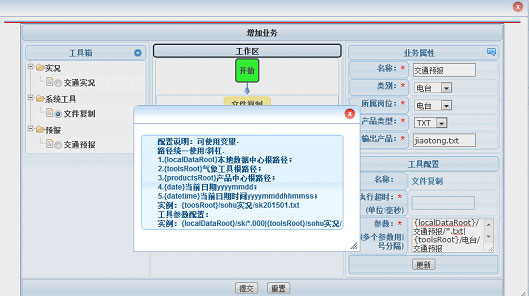 增加业务
工具箱
实况
交通实况
系统工具
文件复制
预报
交通预报
工作区
开始
文件复制
配置说明：可使用变量-
路径统一使用/斜杠.
1.{localDataRoot}本地数据中心根路径；
2.{toolsRoot}气象工具根路径；
3.{productsRoot}产品中心根路径；
4.{date}当前日期yyyymmdd；
5.{datetime}当前日期时间yyyymmddhhmmss；
实例：{toosRoot}/sohu实况/sk201501.txt
工具参数配置：
实例：{localDataRoot}/sk/*.000|{toolsRoot}/sohu实况/
业务属性
名称：* 交通预报
类别：* 电台
所属岗位：* 电台
产品类型：* TXT
输出产品：* jiaotong.txt
工具配置
名称： 文件复制
执行超时：*
(单位:毫秒)
参数：*
(多个参数用|
号分隔)
{localDataRoot}/
交通预报/*.txt|
{toolsRoot}/电台/
交通预报
更新
提交 重置